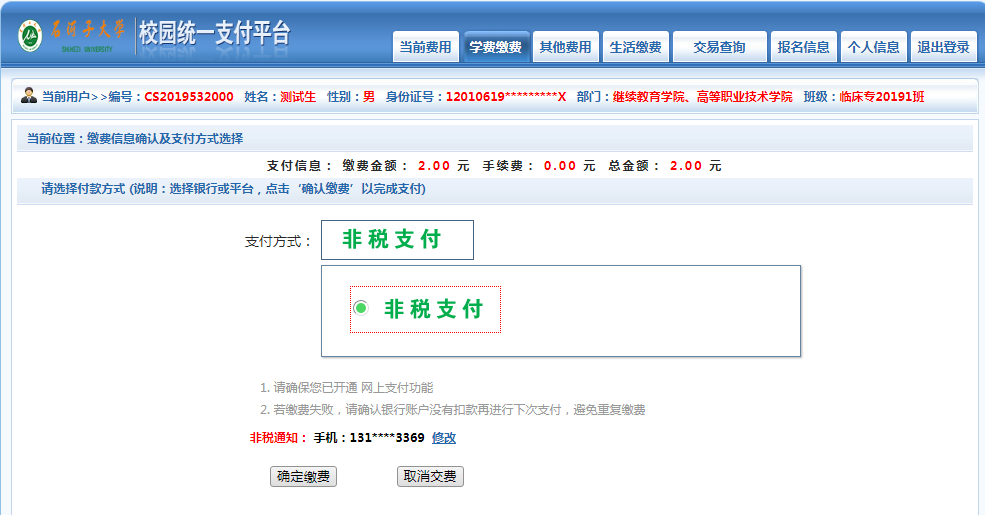 石河子大学
SHIHEZI UNIVERSITY
校园统一支付平台
当前费用 学费缴费 其他费用 生活缴费 交易查询 报名信息 个人信息 退出登录
当前用户>>编号：CS2019532000 姓名：测试生 性别：男 身份证号：12010619*********X 部门：继续教育学院、高等职业技术学院 班级：临床专20191班
当前位置：缴费信息确认及支付方式选择
支付信息： 缴费金额： 2.00 元 手续费： 0.00 元 总金额： 2.00 元
请选择付款方式 (说明：选择银行或平台，点击‘确认缴费’以完成支付)
支付方式： 非税支付
非税支付
1. 请确保您已开通 网上支付功能
2. 若缴费失败，请确认银行账户没有扣款再进行下次支付，避免重复缴费
非税通知： 手机：131****3369 修改
确定缴费 取消交费